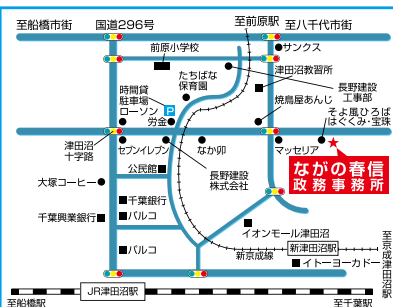 至船橋市街
国道296号
至前原駅
至八千代市街
サンクス
前原小学校
津田沼教習所
たちばな
保育園
長野建設
工事部
時間貸
駐車場
P
ローソン
労金
焼鳥屋あんじ
そよ風ひろば
はぐくみ・宝珠
津田沼
十字路
セブンイレブン
なか卯
マッセリア
ながの春信
政務事務所
公民館
長野建設
株式会社
大塚コーヒー
千葉銀行
千葉興業銀行
パルコ
パルコ
イオンモール津田沼
新京成線
新津田沼駅
イトーヨーカドー
至京成津田沼駅
JR津田沼駅
至船橋駅
至千葉駅